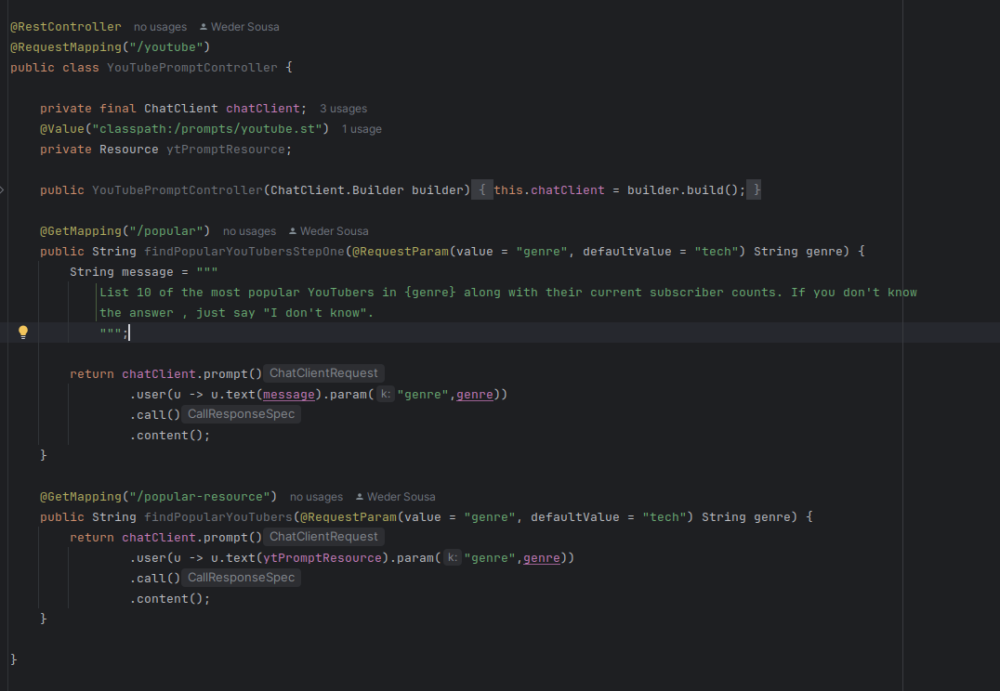 @RestController no usages Weder Sousa
@RequestMapping("/youtube")
public class YouTubePromptController {
private final ChatClient chatClient; 3 usages
@Value("classpath:/prompts/youtube.st") 1 usage
private Resource ytPromptResource;
public YouTubePromptController(ChatClient.Builder builder) { this.chatClient = builder.build(); }
@GetMapping("/popular") no usages Weder Sousa
public String findPopularYouTubersStepOne(@RequestParam(value = "genre", defaultValue = "tech") String genre) {
String message = """
List 10 of the most popular YouTubers in {genre} along with their current subscriber counts. If you don't know
the answer , just say "I don't know".
""";
return chatClient.prompt() ChatClientRequest
.user(u -> u.text(message).param( k: "genre",genre))
.call() CallResponseSpec
.content();
}
@GetMapping("/popular-resource") no usages Weder Sousa
public String findPopularYouTubers(@RequestParam(value = "genre", defaultValue = "tech") String genre) {
return chatClient.prompt() ChatClientRequest
.user(u -> u.text(ytPromptResource).param( k: "genre",genre))
.call() CallResponseSpec
.content();
}
}